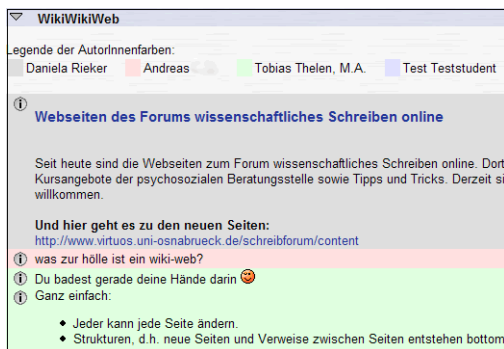 WikiWikiWeb
Legende der AutorInnenfarben:
Daniela Rieker Andreas Tobias Thelen, M.A. Test Teststudent
Webseiten des Forums wissenschaftliches Schreiben online
Seit heute sind die Webseiten zum Forum wissenschaftliches Schreiben online. Dort
Kursangebote der psychosozialen Beratungsstelle sowie Tipps und Tricks. Derzeit si
willkommen.
Und hier geht es zu den neuen Seiten:
http://www.virtuos.uni-osnabrueck.de/schreibforum/content
was zur hölle ist ein wiki-web?
Du badest gerade deine Hände darin
Ganz einfach:
Jeder kann jede Seite ändern.
Strukturen, d.h. neue Seiten und Verweise zwischen Seiten entstehen bottom